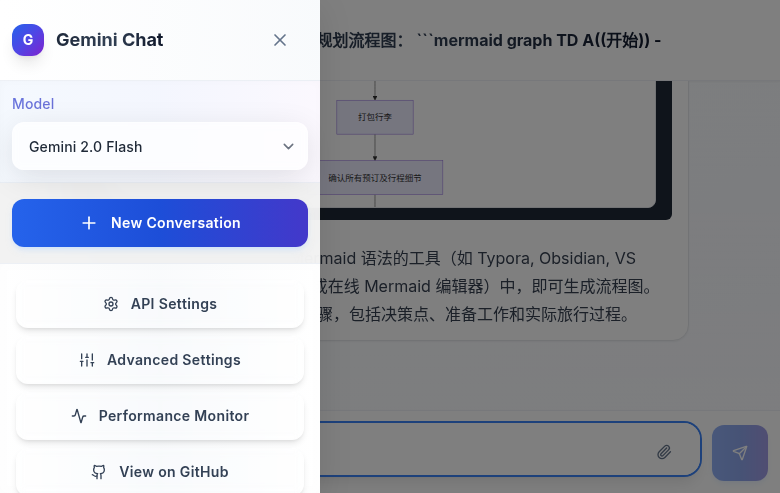 G
Gemini Chat
Model
Gemini 2.0 Flash
New Conversation
API Settings
Advanced Settings
Performance Monitor
View on GitHub
规划流程图： ```mermaid graph TD A((开始)) -
打包行李
确认所有预订及行程细节
maid 语法的工具（如 Typora, Obsidian, VS
或在线 Mermaid 编辑器）中，即可生成流程图。
骤，包括决策点、准备工作和实际旅行过程。